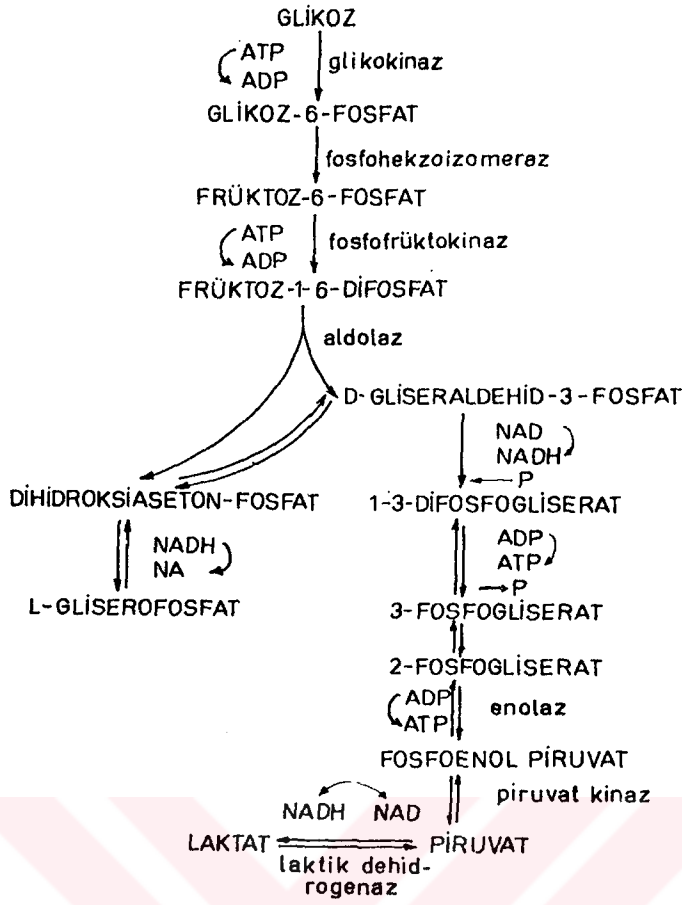 GLİKOZ
ATP
ADP
glikokinaz
GLİKOZ-6-FOSFAT
fosfohekzoizomeraz
FRÜKTOZ-6-FOSFAT
ATP
ADP
fosfofrüktokinaz
FRÜKTOZ-1-6-DİFOSFAT
aldolaz
D-GLİSERALDEHİD-3-FOSFAT
NAD
NADH
P
DİHİDROKSİASETON-FOSFAT
1-3-DİFOSFOGLİSERAT
NADH
NA
ADP
ATP
P
L-GLİSEROFOSFAT
3-FOSFOGLİSERAT
2-FOSFOGLİSERAT
ADP
ATP
enolaz
FOSFOENOL PİRUVAT
piruvat kinaz
NADH NAD
LAKTAT PİRUVAT
laktik dehid-
rogenaz